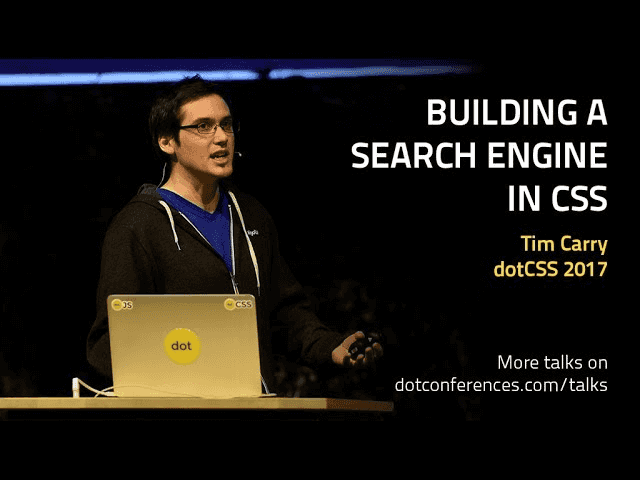 BUILDING A
SEARCH ENGINE
IN CSS
Tim Carry
dotCSS 2017
More talks on
dotconferences.com/talks
JS
CSS
dot